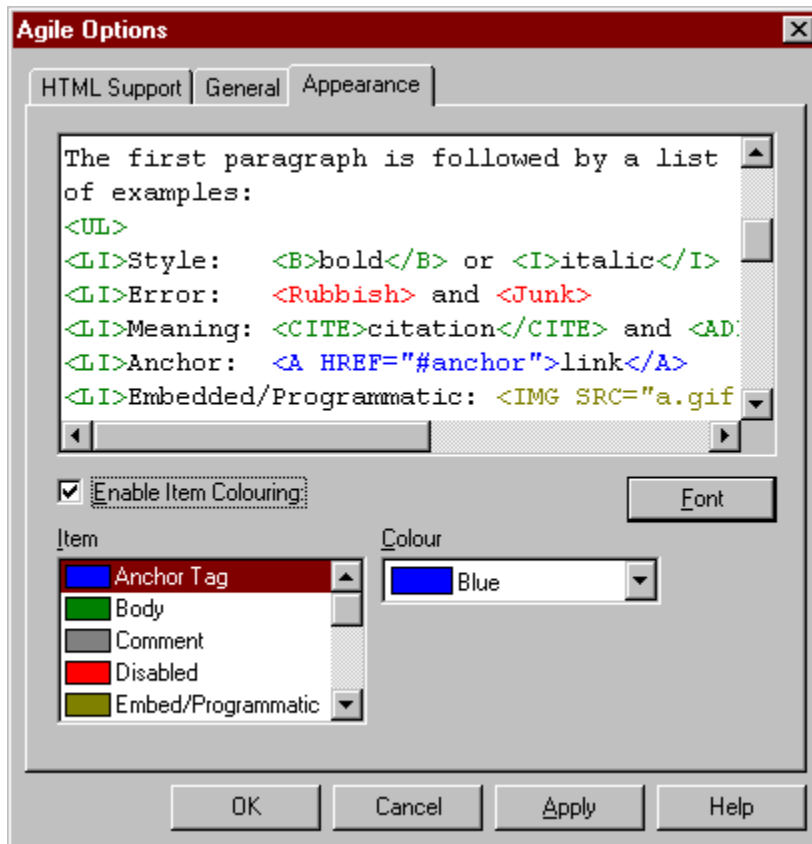 Agile Options
HTML Support General Appearance
The first paragraph is followed by a list
of examples:
<UL>
<LI>Style:   <B>bold</B> or <I>italic</I>
<LI>Error:   <Rubbish> and <Junk>
<LI>Meaning: <CITE>citation</CITE> and <AD
<LI>Anchor:  <A HREF="#anchor">link</A>
<LI>Embedded/Programmatic: <IMG SRC="a.gif
Enable Item Colouring:
Font
Item
Colour
Anchor Tag
Blue
Body
Comment
Disabled
Embed/Programmatic
OK Cancel Apply Help